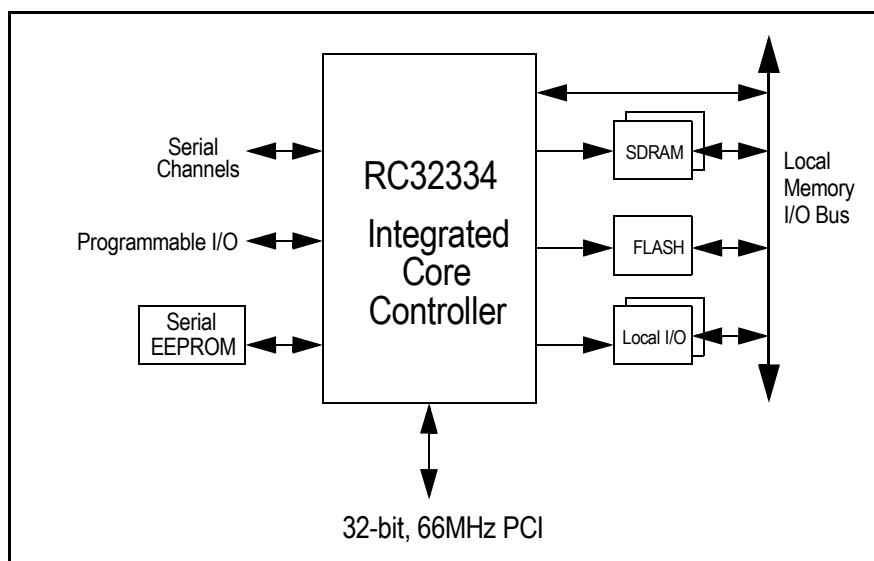 Serial
Channels
Programmable I/O
Serial
EEPROM
RC32334
Integrated
Core
Controller
SDRAM
FLASH
Local I/O
Local
Memory
I/O Bus
32-bit, 66MHz PCI